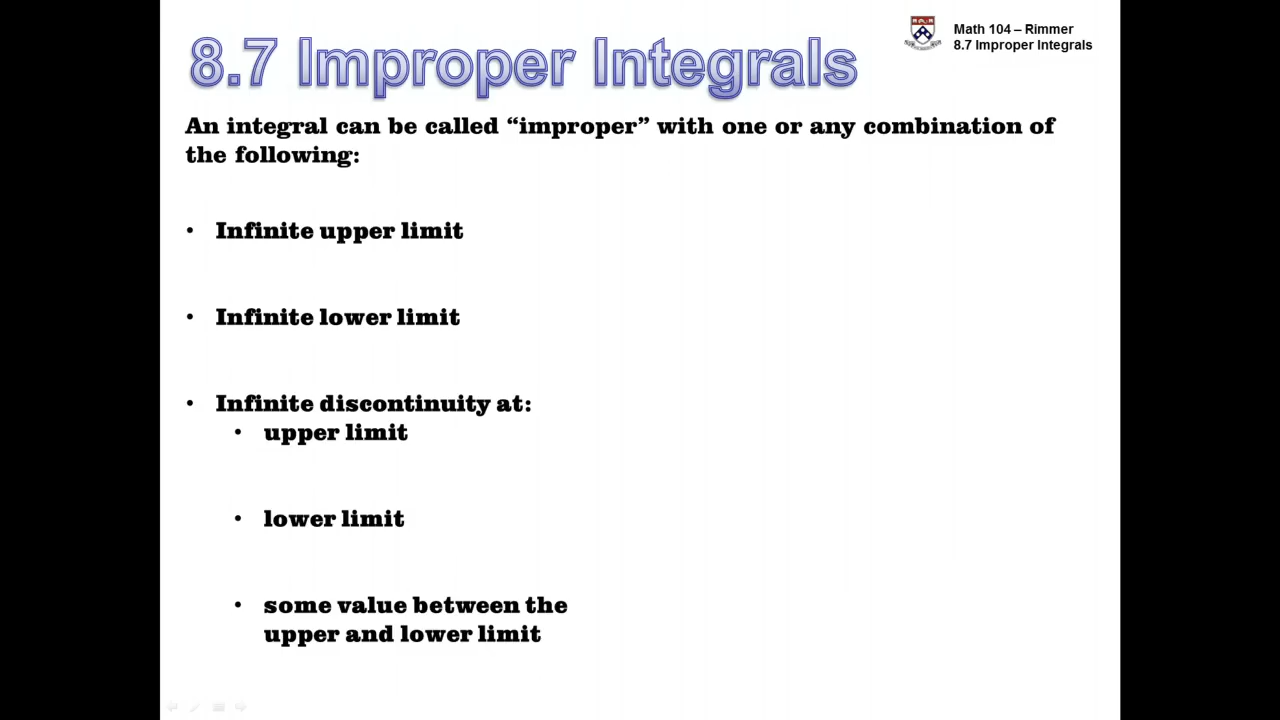 8.7 Improper Integrals
Math 104 – Rimmer
8.7 Improper Integrals
An integral can be called “improper” with one or any combination of
the following:
• Infinite upper limit
• Infinite lower limit
• Infinite discontinuity at:
• upper limit
• lower limit
• some value between the
upper and lower limit